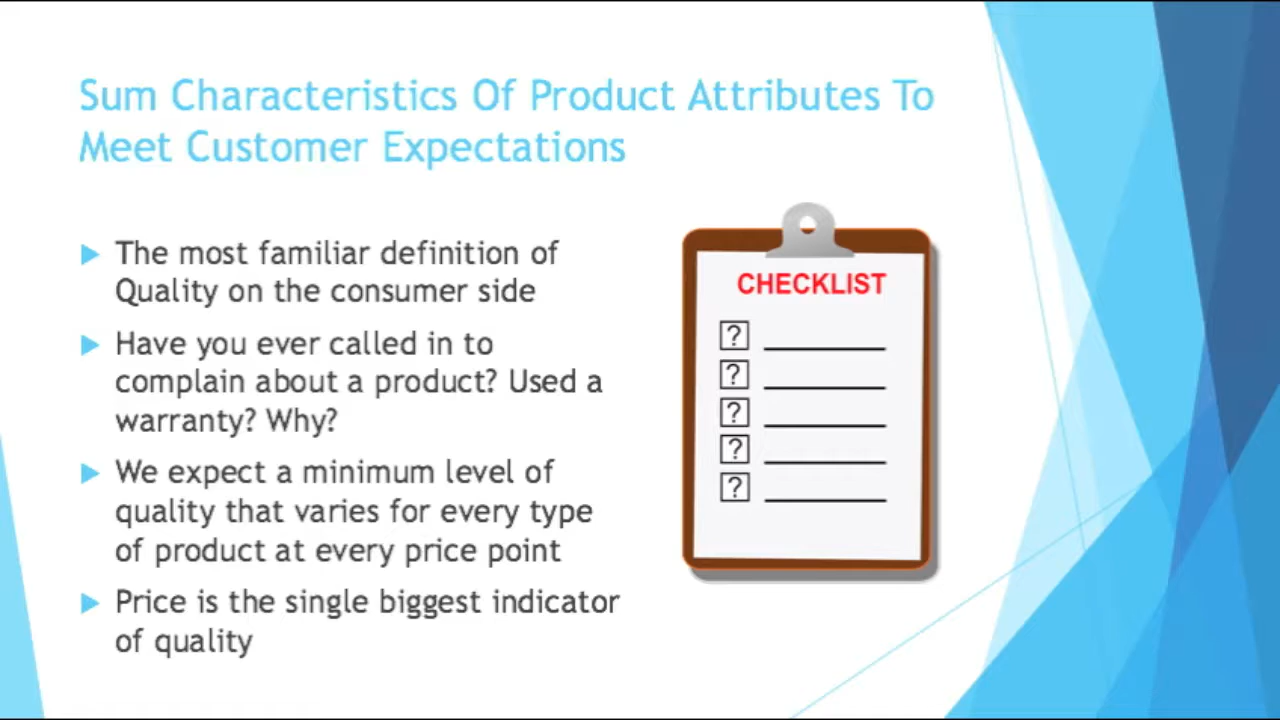 Sum Characteristics Of Product Attributes To
Meet Customer Expectations
The most familiar definition of
Quality on the consumer side
Have you ever called in to
complain about a product? Used a
warranty? Why?
We expect a minimum level of
quality that varies for every type
of product at every price point
Price is the single biggest indicator
of quality
CHECKLIST
?
?
?
?
?